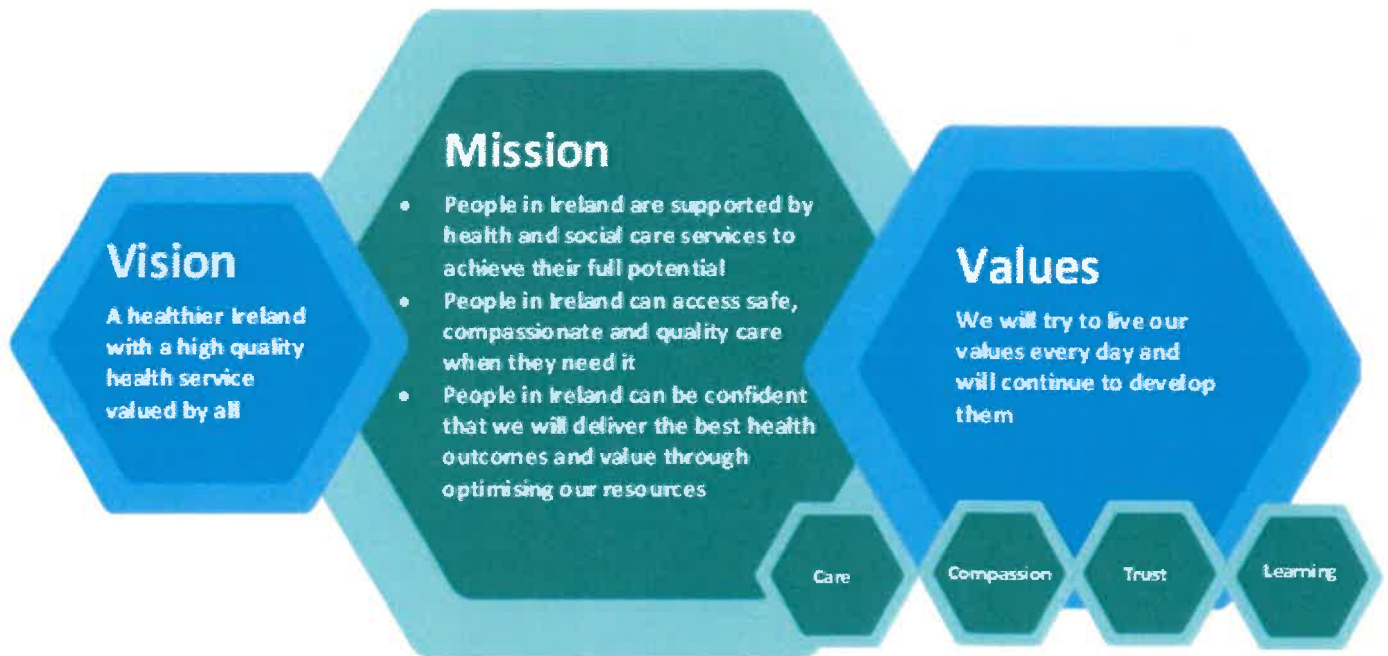 Vision
A healthier Ireland
with a high quality
health service
valued by all
Mission
• People in Ireland are supported by
health and social care services to
achieve their full potential
• People in Ireland can access safe,
compassionate and quality care
when they need it
• People in Ireland can be confident
that we will deliver the best health
outcomes and value through
optimising our resources
Values
We will try to live our
values every day and
will continue to develop
them
Care
Compassion
Trust
Learning